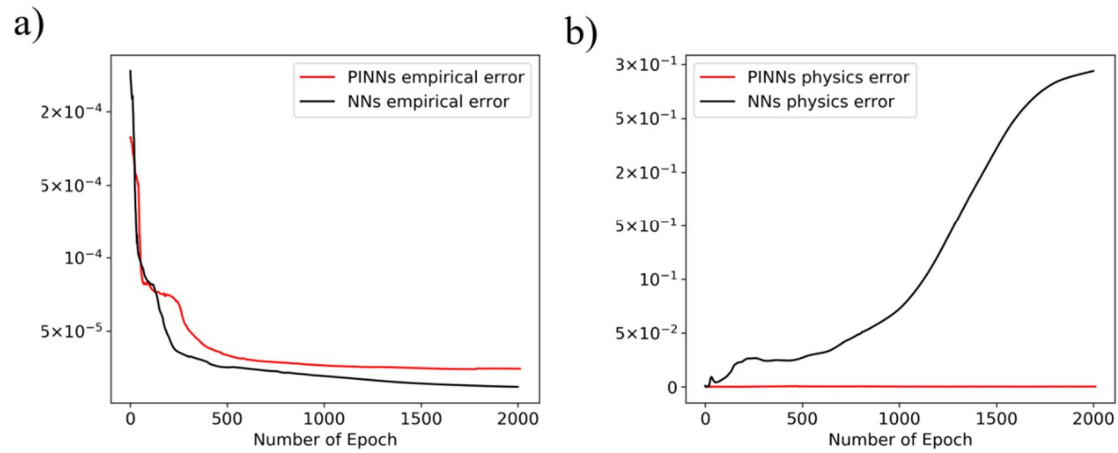 a)
PINNs empirical error
NNs empirical error
2×10⁻⁴
5×10⁻⁴
10⁻⁴
5×10⁻⁵
0 500 1000 1500 2000
Number of Epoch
b)
PINNs physics error
NNs physics error
3×10⁻¹
5×10⁻¹
2×10⁻¹
5×10⁻¹
10⁻¹
5×10⁻²
0
0 500 1000 1500 2000
Number of Epoch